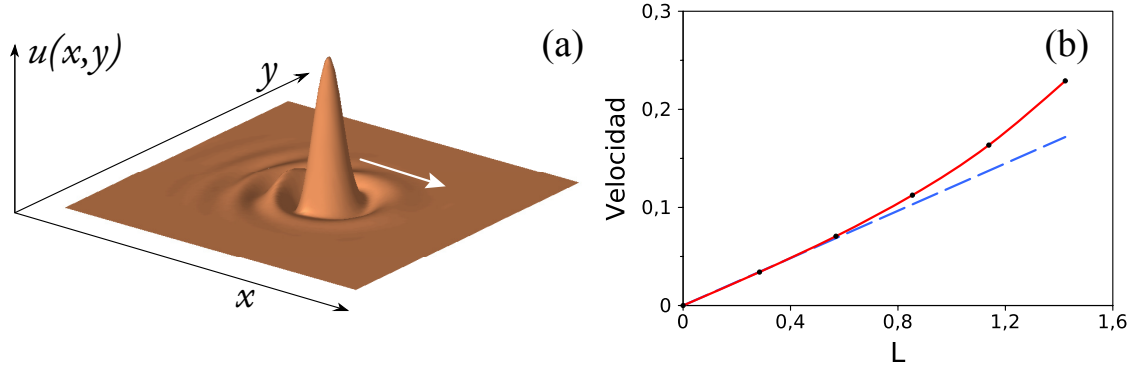 u(x,y)
y
(a)
x
0,3
(b)
0,2
Velocidad
0,1
0
0
0,4
0,8
1,2
1,6
L